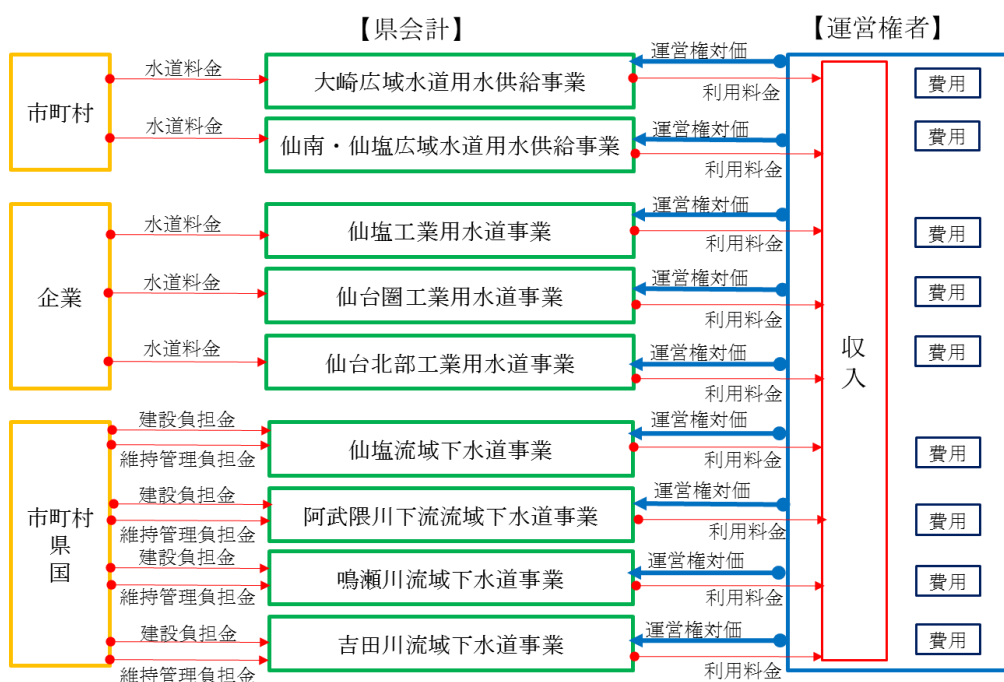 【県会計】
【運営権者】
市町村
水道料金
大崎広域水道用水供給事業
運営権対価
利用料金
費用
水道料金
仙南・仙塩広域水道用水供給事業
運営権対価
利用料金
費用
企業
水道料金
仙塩工業用水道事業
運営権対価
利用料金
費用
水道料金
仙台圏工業用水道事業
運営権対価
利用料金
費用
水道料金
仙台北部工業用水道事業
運営権対価
利用料金
費用
収入
市町村
県
国
建設負担金
維持管理負担金
仙塩流域下水道事業
運営権対価
利用料金
費用
建設負担金
維持管理負担金
阿武隈川下流流域下水道事業
運営権対価
利用料金
費用
建設負担金
維持管理負担金
鳴瀬川流域下水道事業
運営権対価
利用料金
費用
建設負担金
維持管理負担金
吉田川流域下水道事業
運営権対価
利用料金
費用